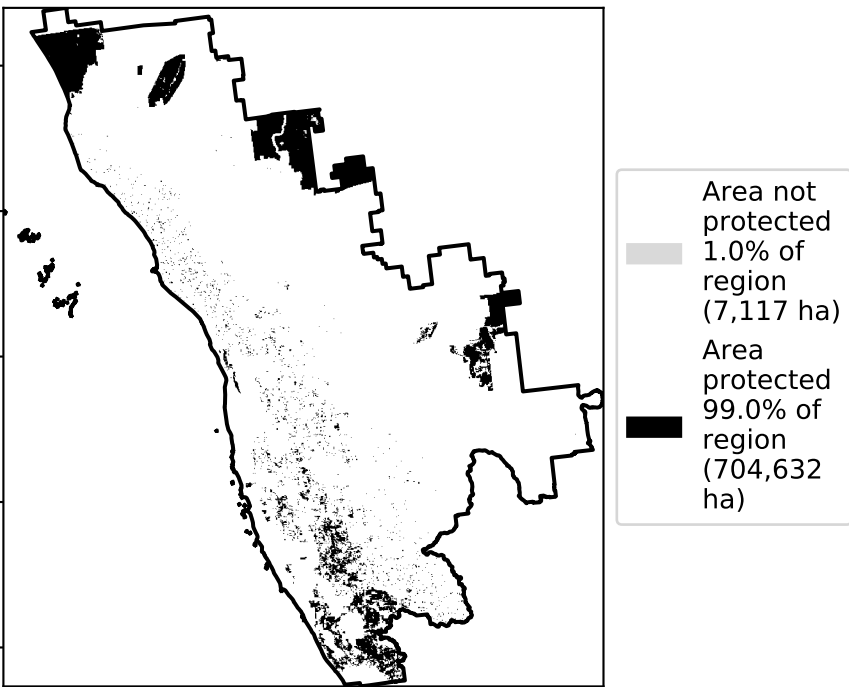 Area not
protected
1.0% of
region
(7,117 ha)
Area
protected
99.0% of
region
(704,632
ha)